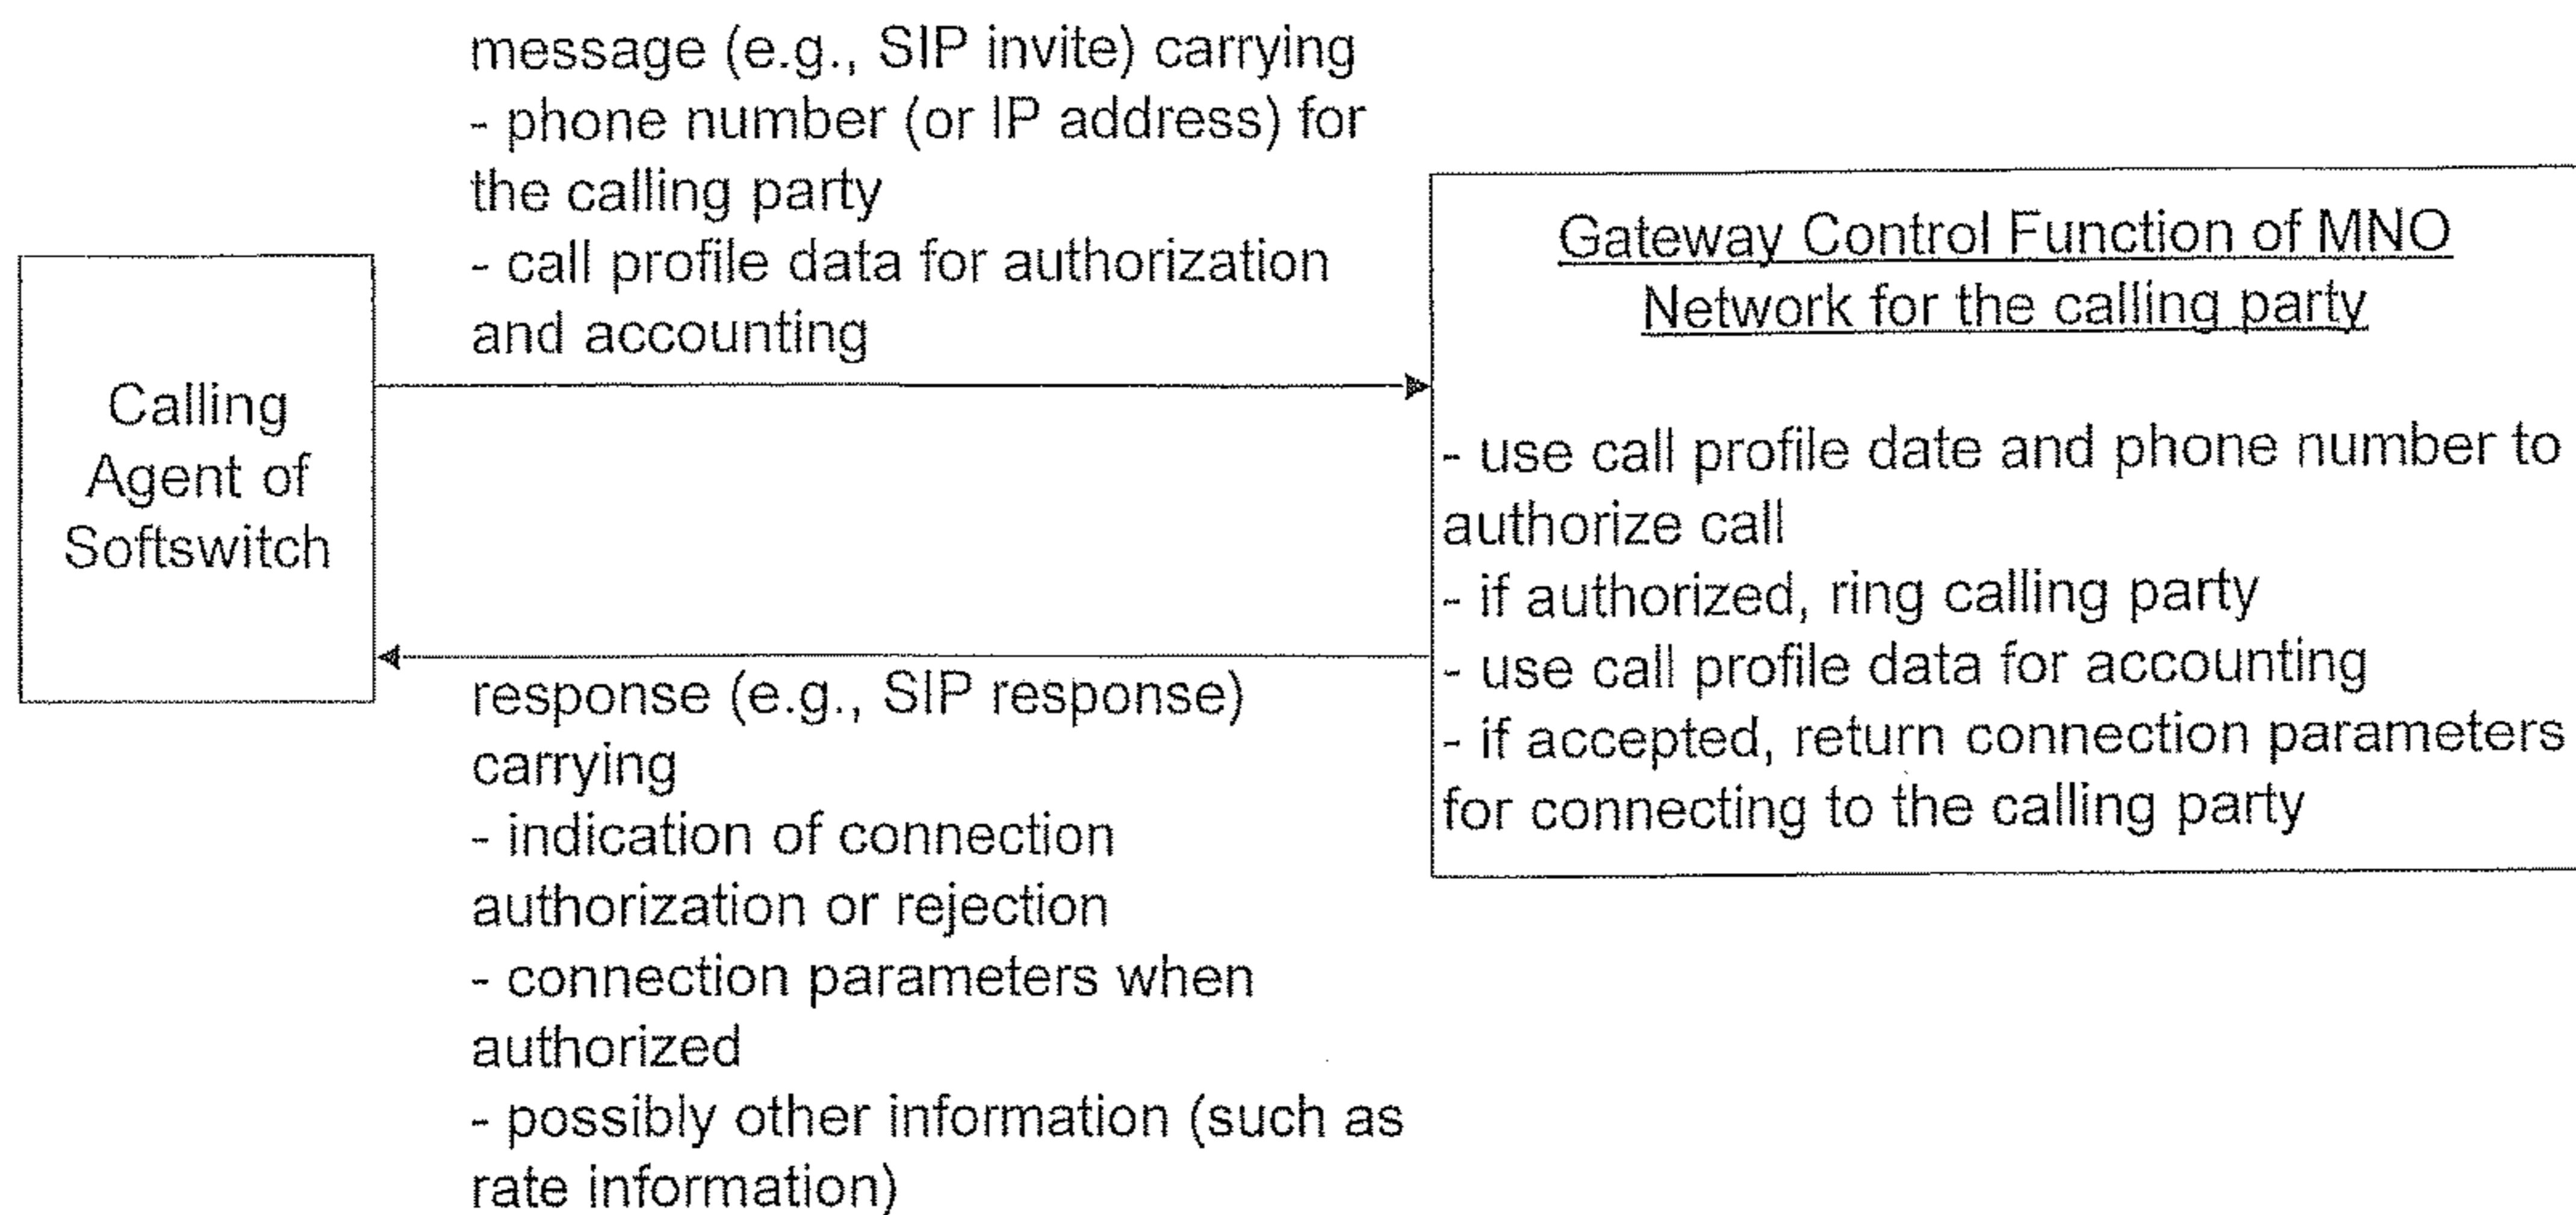 message (e.g., SIP invite) carrying
- phone number (or IP address) for
the calling party
- call profile data for authorization
and accounting
Calling
Agent of
Softswitch
Gateway Control Function of MNO
Network for the calling party
- use call profile date and phone number to
authorize call
- if authorized, ring calling party
- use call profile data for accounting
- if accepted, return connection parameters
for connecting to the calling party
response (e.g., SIP response)
carrying
- indication of connection
authorization or rejection
- connection parameters when
authorized
- possibly other information (such as
rate information)